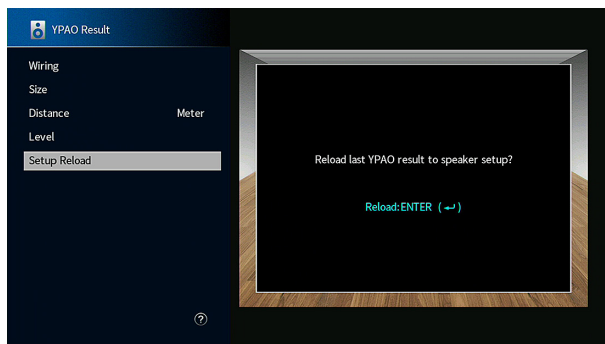 YPAO Result
Wiring
Size
Distance Meter
Level
Setup Reload
Reload last YPAO result to speaker setup?
Reload:ENTER (↵)
?